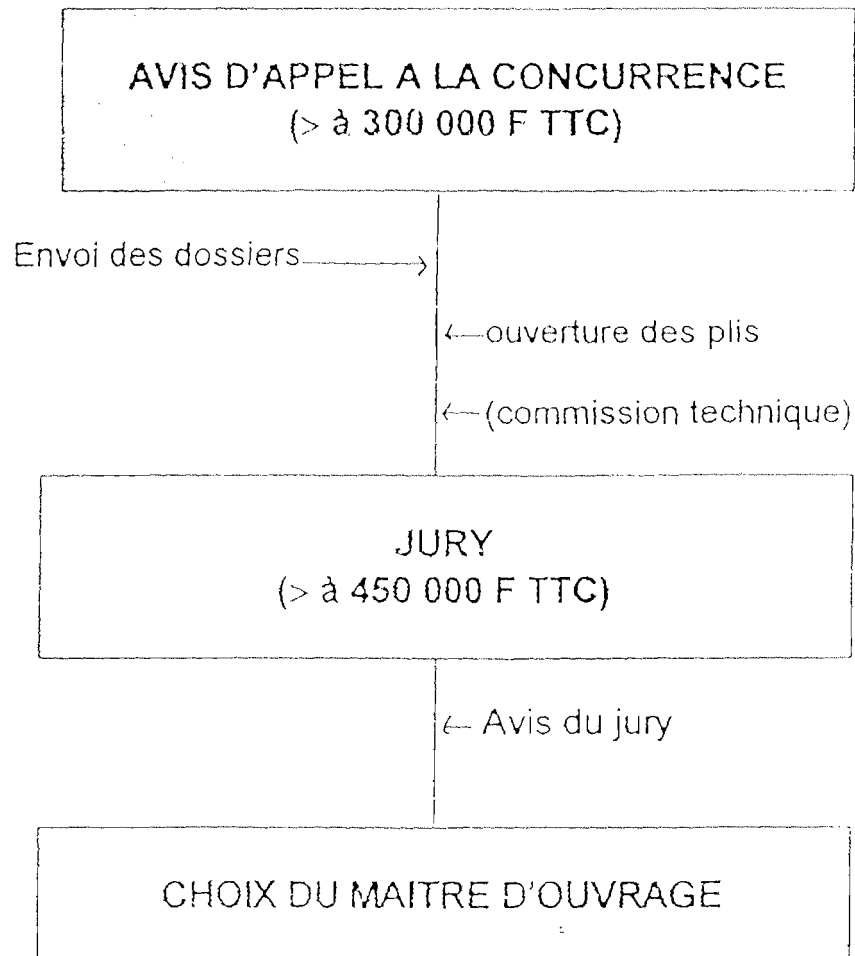 AVIS D'APPEL A LA CONCURRENCE
(> à 300 000 F TTC)
Envoi des dossiers
ouverture des plis
(commission technique)
JURY
(> à 450 000 F TTC)
Avis du jury
CHOIX DU MAITRE D'OUVRAGE